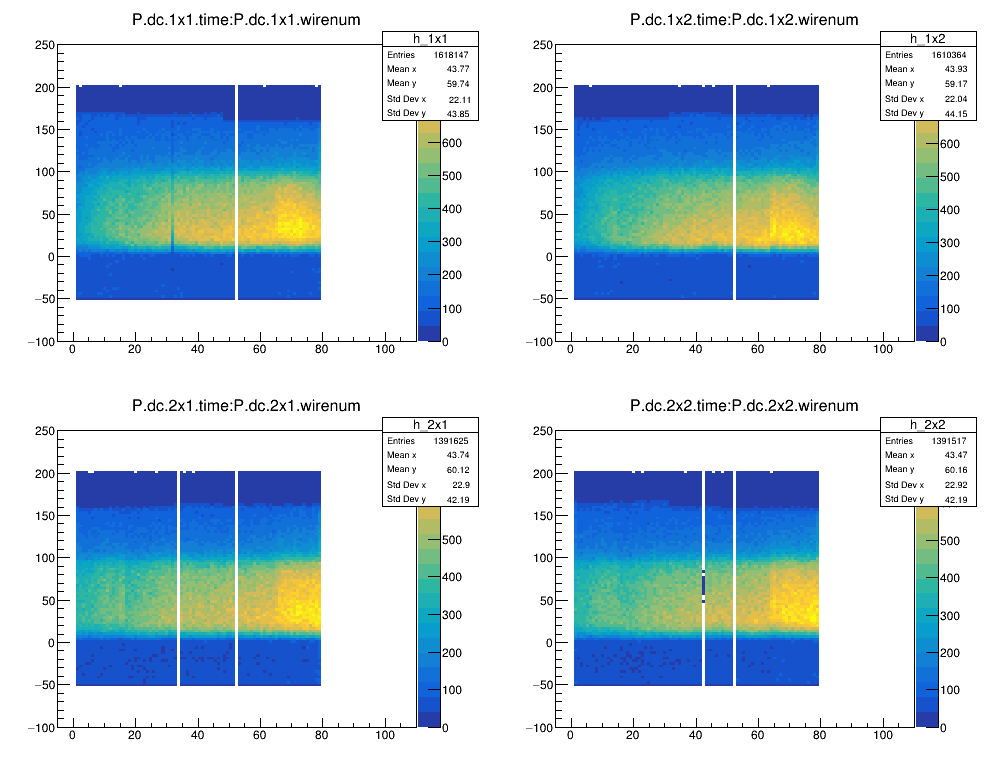 P.dc.1x1.time:P.dc.1x1.wirenum
h_1x1
Entries 1618147
Mean x 43.77
Mean y 59.74
Std Dev x 22.11
Std Dev y 43.85
250
200
150
100
50
0
−50
−100
0 20 40 60 80 100
600
500
400
300
200
100
0
P.dc.1x2.time:P.dc.1x2.wirenum
h_1x2
Entries 1610364
Mean x 43.93
Mean y 59.17
Std Dev x 22.04
Std Dev y 44.15
250
200
150
100
50
0
−50
−100
0 20 40 60 80 100
600
500
400
300
200
100
0
P.dc.2x1.time:P.dc.2x1.wirenum
h_2x1
Entries 1391625
Mean x 43.74
Mean y 60.12
Std Dev x 22.9
Std Dev y 42.19
250
200
150
100
50
0
−50
−100
0 20 40 60 80 100
500
400
300
200
100
0
P.dc.2x2.time:P.dc.2x2.wirenum
h_2x2
Entries 1391517
Mean x 43.47
Mean y 60.16
Std Dev x 22.92
Std Dev y 42.19
250
200
150
100
50
0
−50
−100
0 20 40 60 80 100
500
400
300
200
100
0